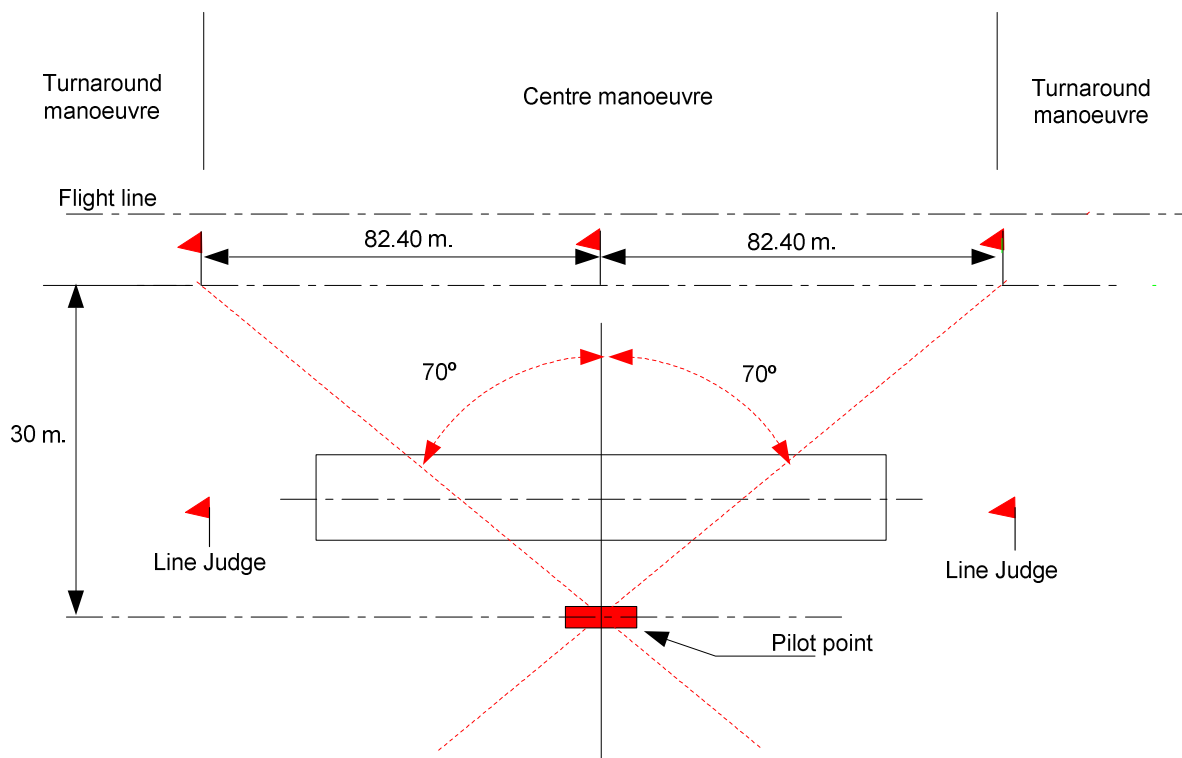 Turnaround
manoeuvre
Centre manoeuvre
Turnaround
manoeuvre
Flight line
82.40 m.
82.40 m.
70º
70º
30 m.
Line Judge
Line Judge
Pilot point